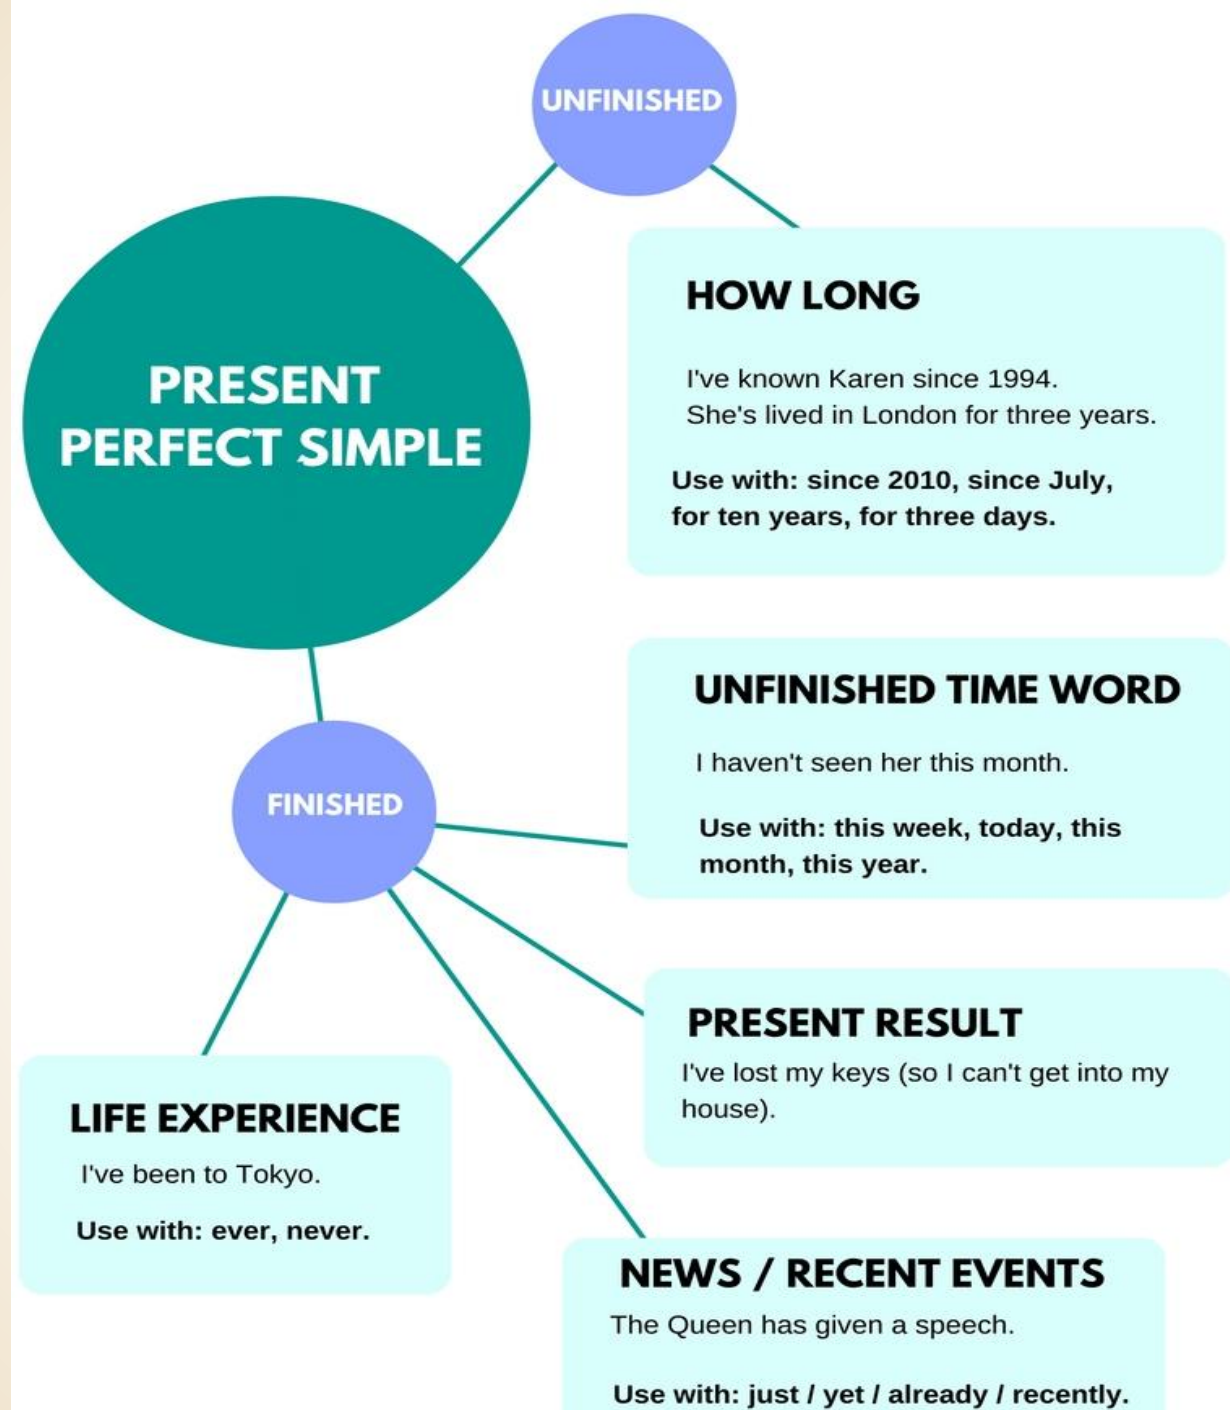 UNFINISHED
PRESENT
PERFECT SIMPLE
HOW LONG
I've known Karen since 1994.
She's lived in London for three years.
Use with: since 2010, since July,
for ten years, for three days.
FINISHED
UNFINISHED TIME WORD
I haven't seen her this month.
Use with: this week, today, this
month, this year.
PRESENT RESULT
I've lost my keys (so I can't get into my
house).
LIFE EXPERIENCE
I've been to Tokyo.
Use with: ever, never.
NEWS / RECENT EVENTS
The Queen has given a speech.
Use with: just / yet / already / recently.